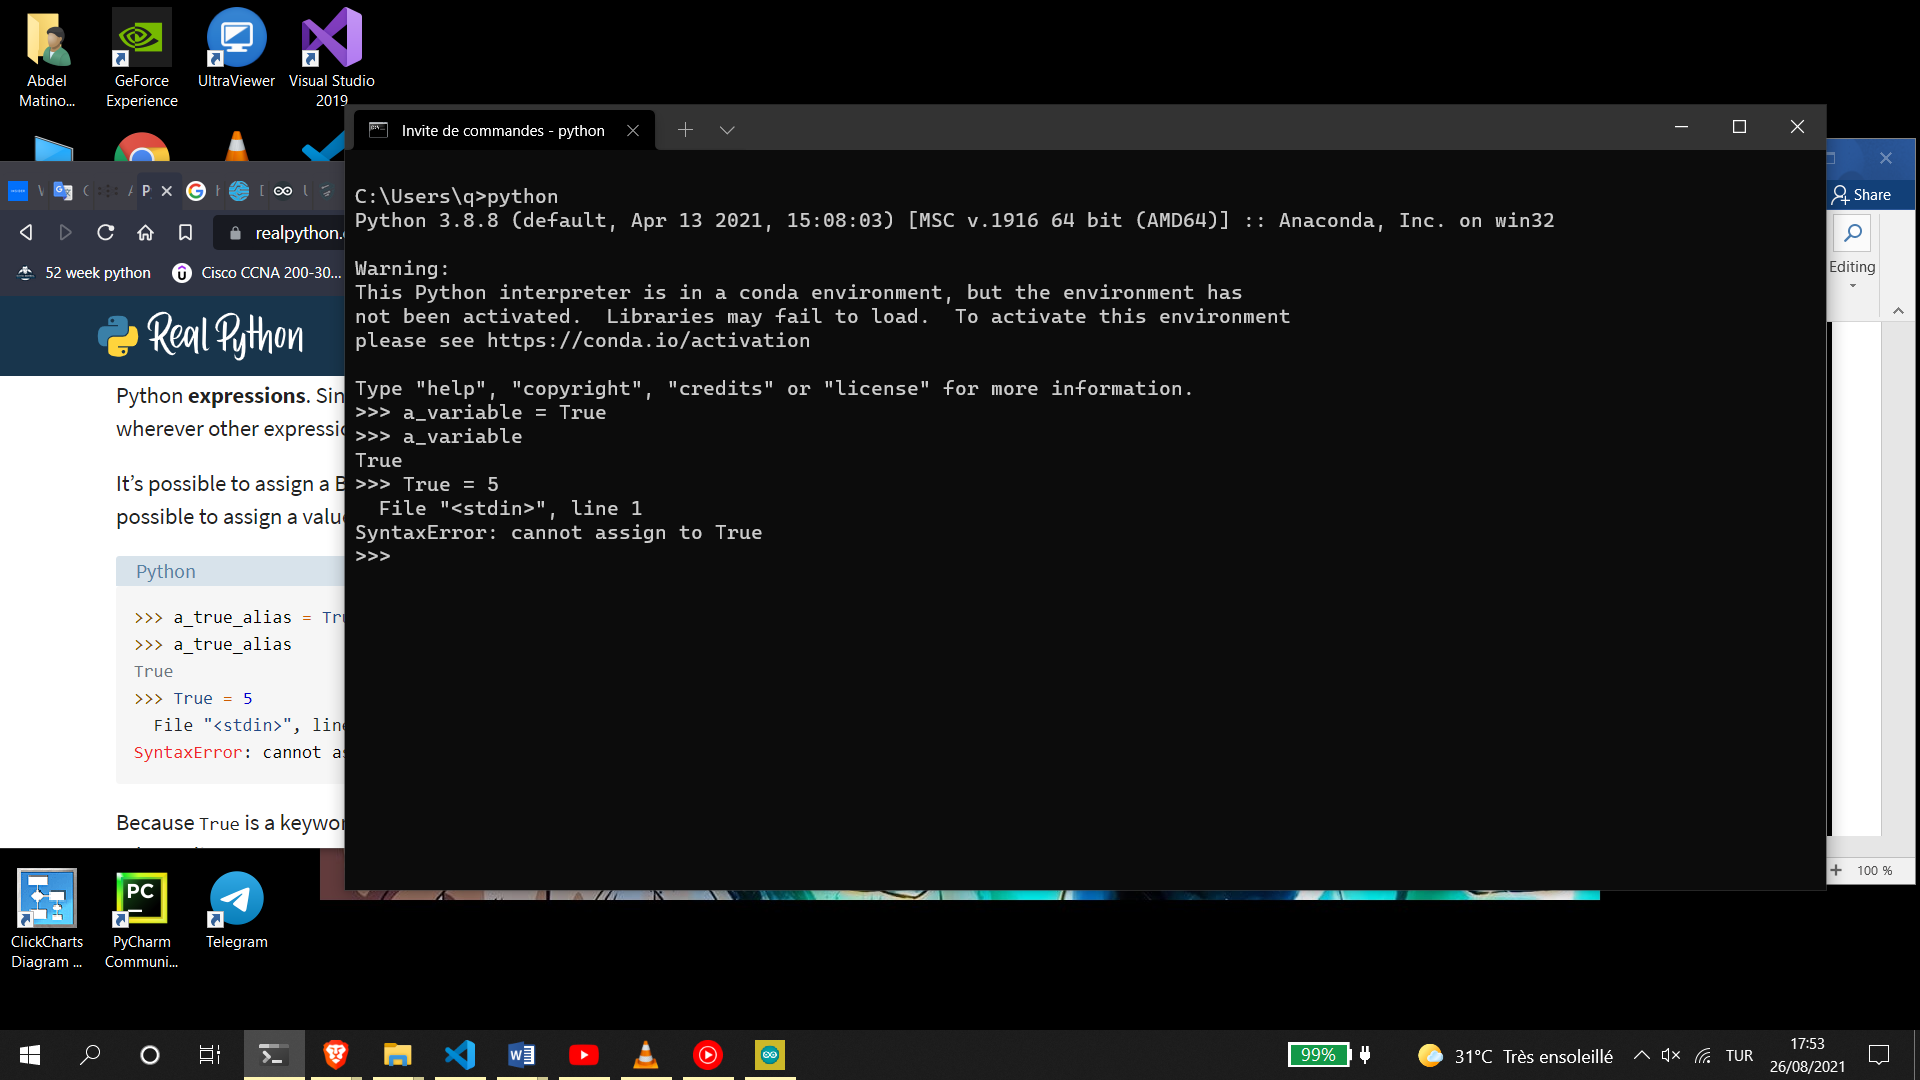 Abdel
Matino...
GeForce
Experience
UltraViewer
Visual Studio
2019
Invite de commandes - python
C:\Users\q>python
Python 3.8.8 (default, Apr 13 2021, 15:08:03) [MSC v.1916 64 bit (AMD64)] :: Anaconda, Inc. on win32
Warning:
This Python interpreter is in a conda environment, but the environment has
not been activated.  Libraries may fail to load.  To activate this environment
please see https://conda.io/activation
Type "help", "copyright", "credits" or "license" for more information.
>>> a_variable = True
>>> a_variable
True
>>> True = 5
  File "<stdin>", line 1
SyntaxError: cannot assign to True
>>>
realpython.
52 week python
Cisco CCNA 200-30...
Real Python
Python expressions. Sin
wherever other expressi
It's possible to assign a B
possible to assign a valu
Python
>>> a_true_alias = Tru
>>> a_true_alias
True
>>> True = 5
  File "<stdin>", line
SyntaxError: cannot as
Because True is a keywor
Share
Editing
100 %
ClickCharts
Diagram ...
PC
PyCharm
Communi...
Telegram
99%
31°C Très ensoleillé
TUR
17:53
26/08/2021